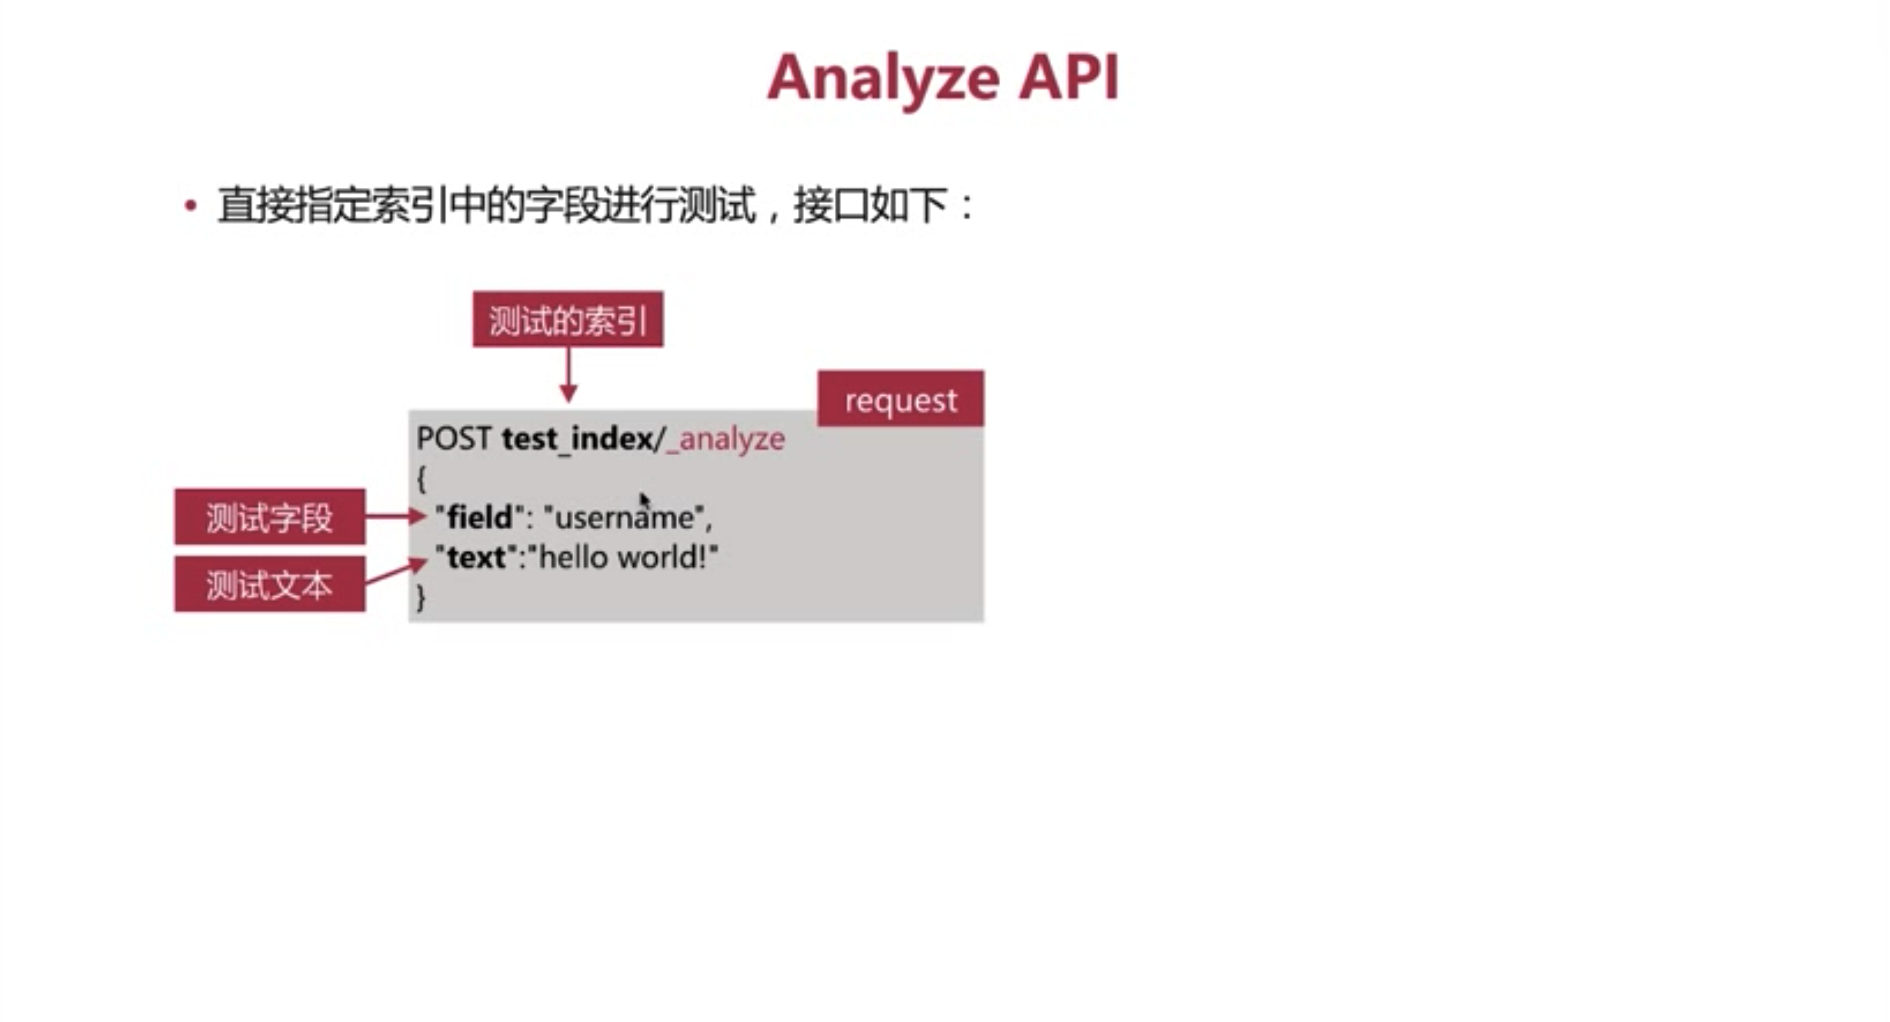 Analyze API
• 直接指定索引中的字段进行测试，接口如下：
测试的索引
request
POST test_index/_analyze
{
测试字段
"field": "username",
测试文本
"text":"hello world!"
}